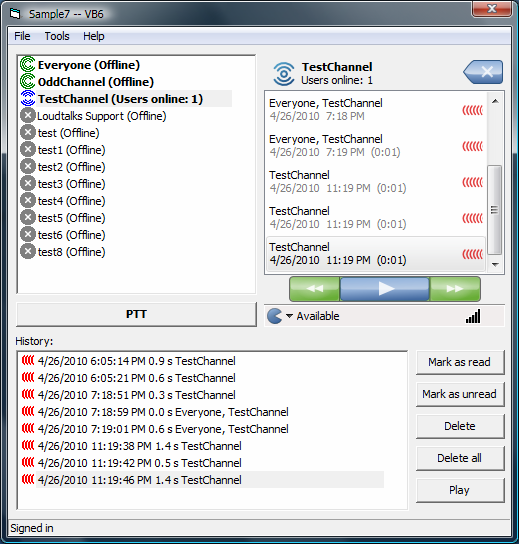 Sample7 -- VB6
File Tools Help
Everyone (Offline)
OddChannel (Offline)
TestChannel (Users online: 1)
Loudtalks Support (Offline)
test (Offline)
test1 (Offline)
test2 (Offline)
test3 (Offline)
test4 (Offline)
test5 (Offline)
test6 (Offline)
test8 (Offline)
PTT
TestChannel
Users online: 1
Everyone, TestChannel
4/26/2010 7:18 PM
Everyone, TestChannel
4/26/2010 7:19 PM (0:01)
TestChannel
4/26/2010 11:19 PM (0:01)
TestChannel
4/26/2010 11:19 PM (0:01)
TestChannel
4/26/2010 11:19 PM (0:01)
Available
History:
4/26/2010 6:05:14 PM 0.9 s TestChannel
4/26/2010 6:05:21 PM 0.6 s TestChannel
4/26/2010 7:18:51 PM 0.3 s TestChannel
4/26/2010 7:18:59 PM 0.0 s Everyone, TestChannel
4/26/2010 7:19:01 PM 0.6 s Everyone, TestChannel
4/26/2010 11:19:38 PM 1.4 s TestChannel
4/26/2010 11:19:42 PM 0.5 s TestChannel
4/26/2010 11:19:46 PM 1.4 s TestChannel
Mark as read
Mark as unread
Delete
Delete all
Play
Signed in